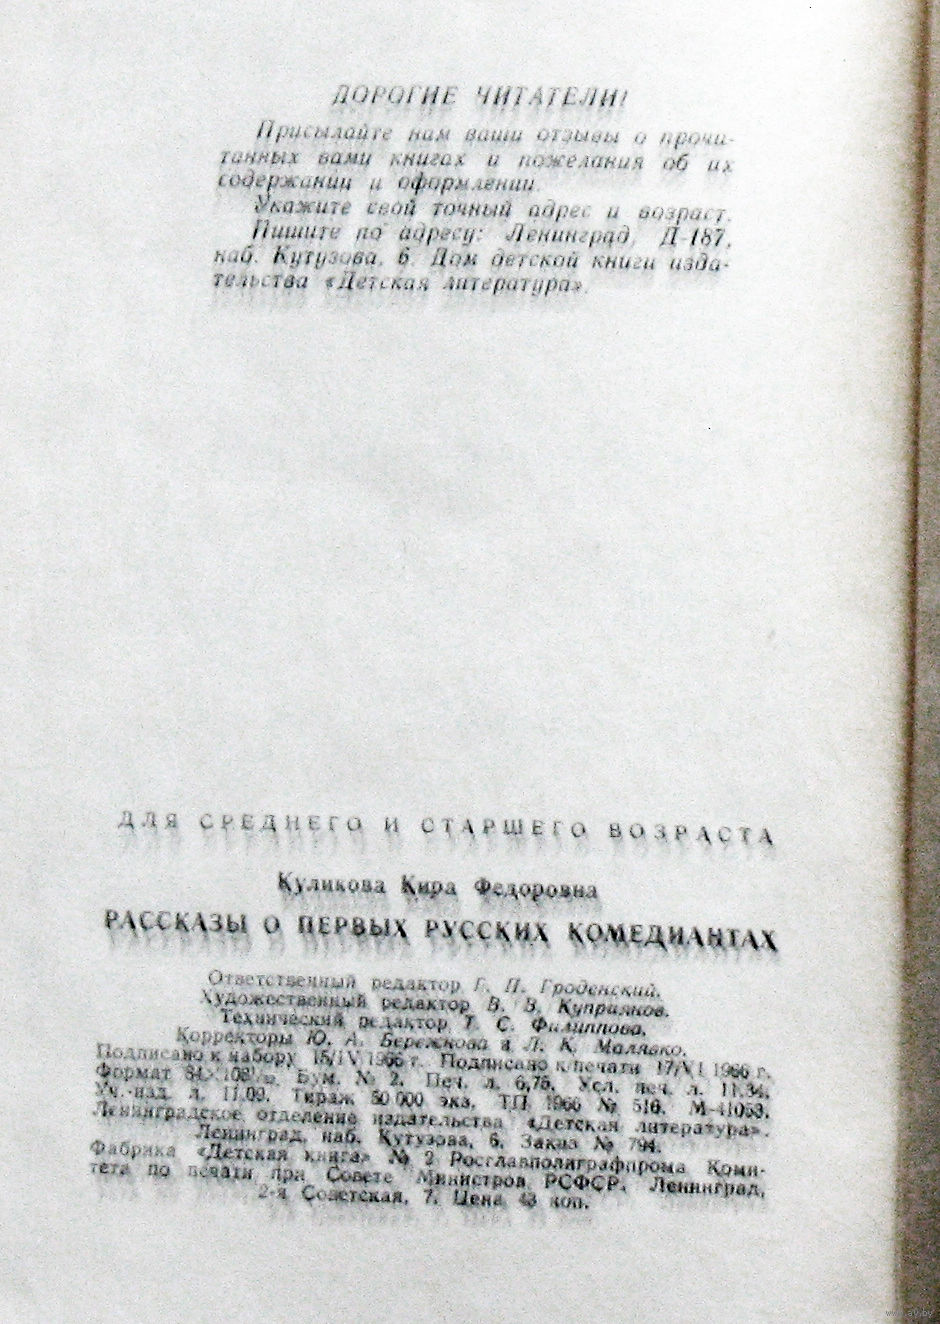 ДОРОГИЕ ЧИТАТЕЛИ!
Присылайте нам ваши отзывы о прочи-
танных вами книгах и пожелания об их
содержании и оформлении.
Укажите свой точный адрес и возраст.
Пишите по адресу: Ленинград, Д-187,
наб. Кутузова, 6. Дом детской книги изда-
тельства «Детская литература».
ДЛЯ СРЕДНЕГО И СТАРШЕГО ВОЗРАСТА
Куликова Кира Федоровна
РАССКАЗЫ О ПЕРВЫХ РУССКИХ КОМЕДИАНТАХ
Ответственный редактор Г. П. Гроденский.
Художественный редактор В. В. Куприянов.
Технический редактор Т. С. Филиппова.
Корректоры Ю. А. Бережнова и Л. К. Малявко.
Подписано к набору 15/IV 1966 г. Подписано к печати 17/VI 1966 г.
Формат 84×108¹/₃₂. Бум. № 2. Печ. л. 6,75. Усл. печ. л. 11,34.
Уч.-изд. л. 11,09. Тираж 50 000 экз. ТП 1966 № 516. М-41053.
Ленинградское отделение издательства «Детская литература».
Ленинград, наб. Кутузова, 6. Заказ № 794.
Фабрика «Детская книга» № 2 Росглавполиграфпрома Коми-
тета по печати при Совете Министров РСФСР. Ленинград,
2-я Советская, 7. Цена 43 коп.